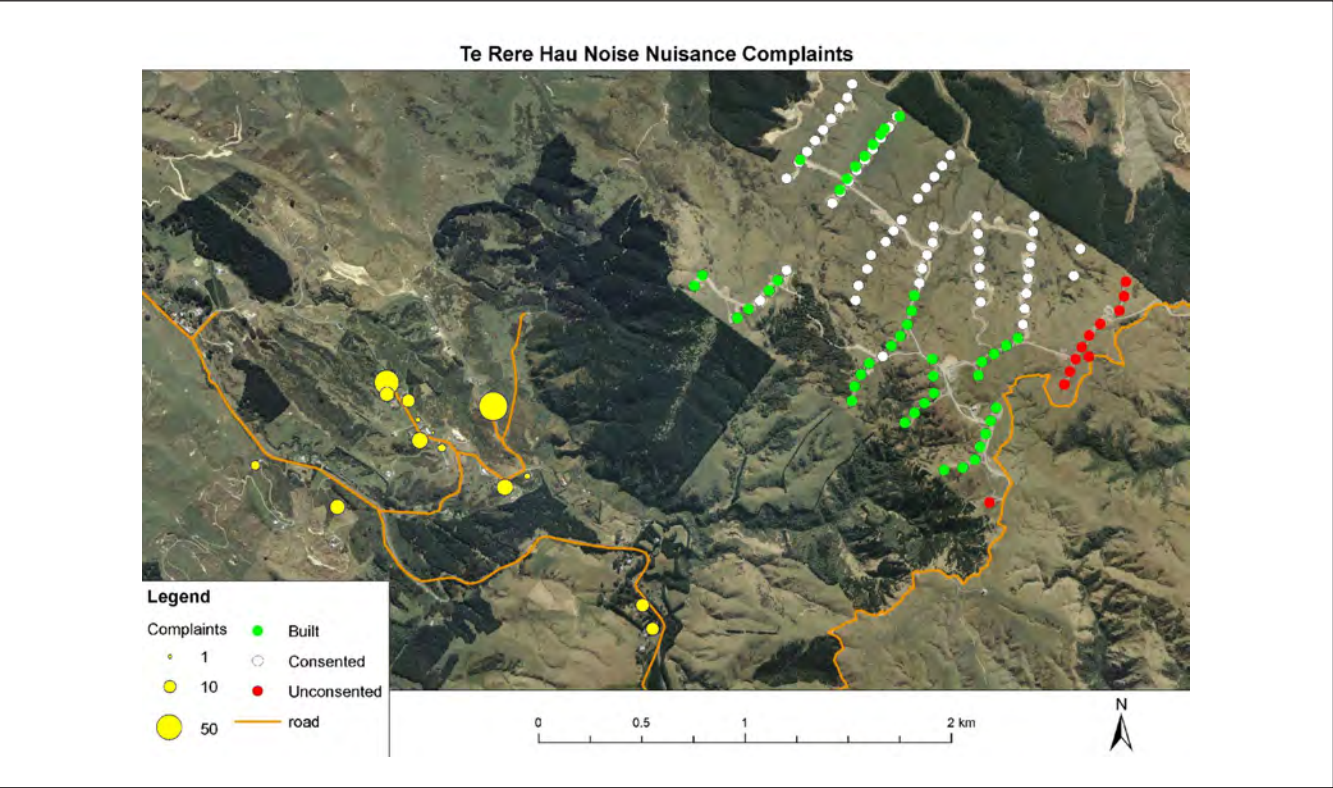 Te Rere Hau Noise Nuisance Complaints
Legend
Complaints
1
10
50
Built
Consented
Unconsented
road
0 0.5 1 2 km
N